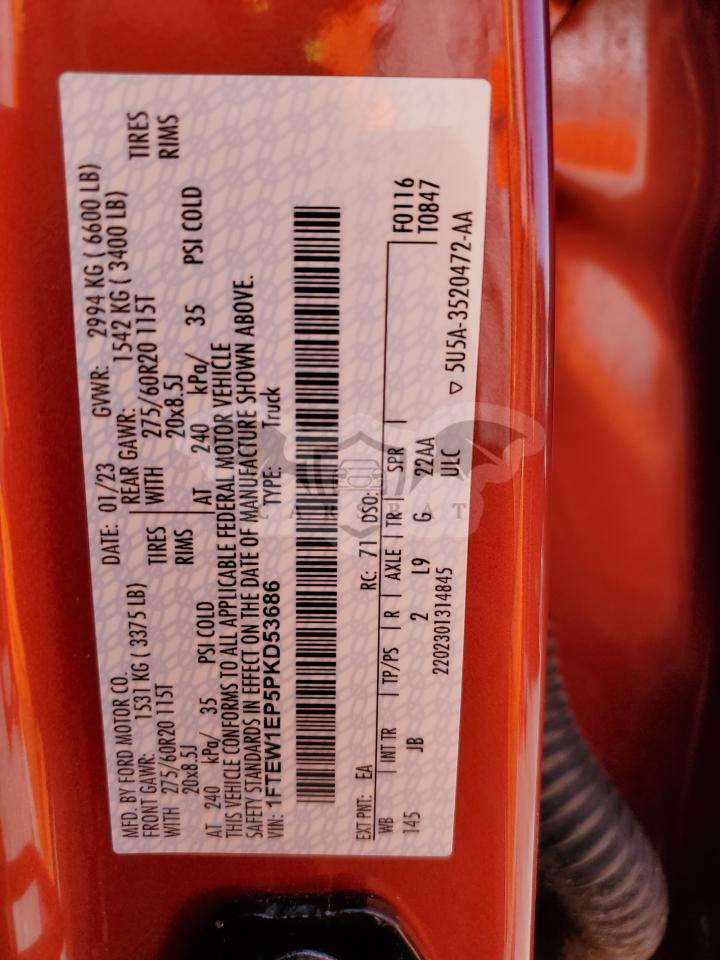 MFD. BY FORD MOTOR CO.
DATE: 01/23
GVWR: 2994 KG ( 6600 LB)
FRONT GAWR: 1531 KG ( 3375 LB)
REAR GAWR: 1542 KG ( 3400 LB)
WITH 275/60R20 115T TIRES
WITH 275/60R20 115T TIRES
20x8.5J RIMS
20x8.5J RIMS
AT 240 kPa/ 35 PSI COLD
AT 240 kPa/ 35 PSI COLD
THIS VEHICLE CONFORMS TO ALL APPLICABLE FEDERAL MOTOR VEHICLE
SAFETY STANDARDS IN EFFECT ON THE DATE OF MANUFACTURE SHOWN ABOVE.
VIN: 1FTEW1EP5PKD53686 TYPE: Truck
EXT PNT: EA RC: 71 DSO: F0116
WB INT TR TP/PS R AXLE TR SPR T0847
145 JB 2 L9 G 22AA
2202301314845 ULC 5U5A-3520472-AA